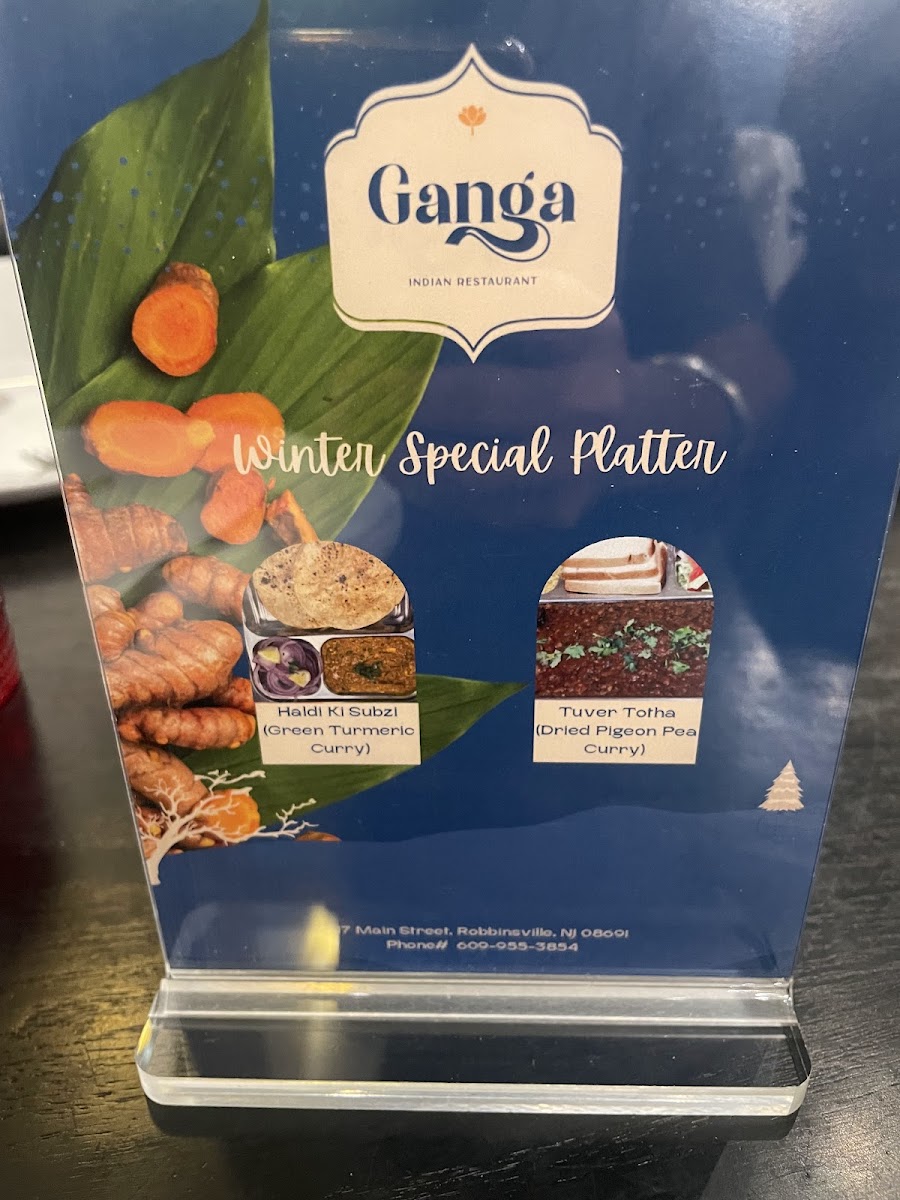 Ganga
INDIAN RESTAURANT
Winter Special Platter
Haldi Ki Subzi
(Green Turmeric
Curry)
Tuver Totha
(Dried Pigeon Pea
Curry)
Main Street, Robbinsville, NJ 08691
Phone# 609-955-3854